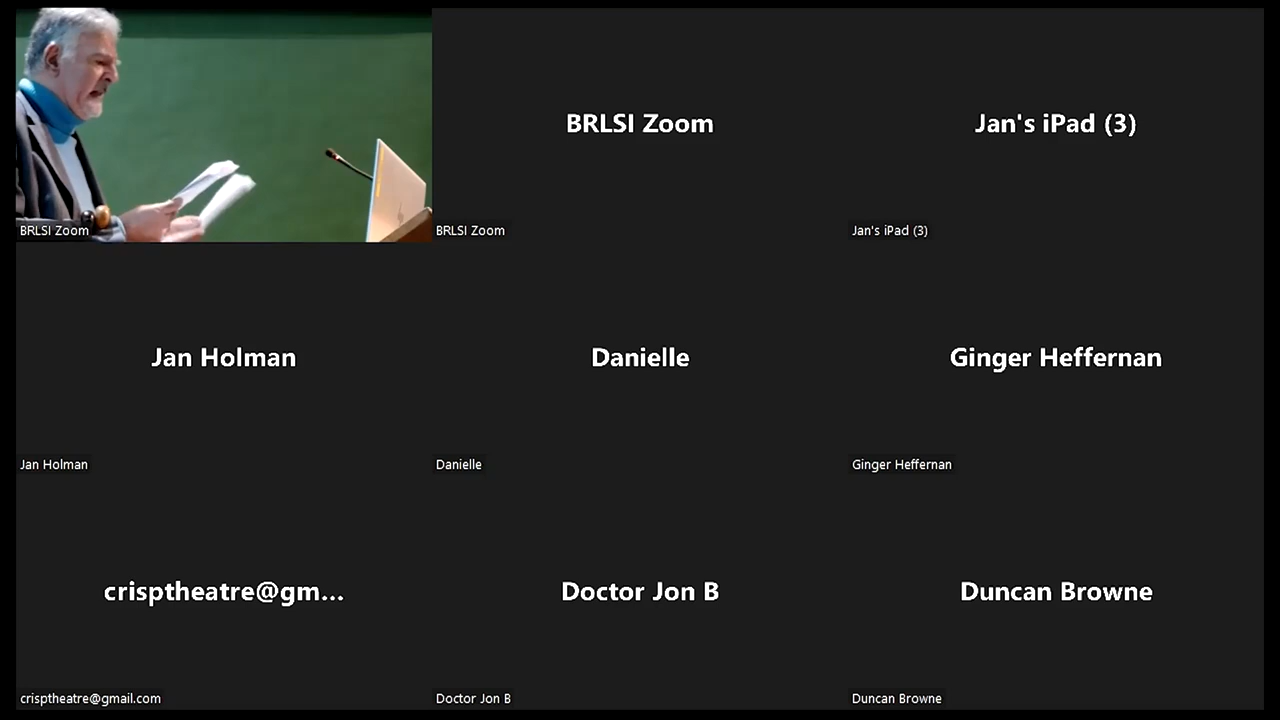 BRLSI Zoom
BRLSI Zoom
Jan's iPad (3)
Jan's iPad (3)
BRLSI Zoom
Jan Holman
Danielle
Ginger Heffernan
Jan Holman
Danielle
Ginger Heffernan
crisptheatre@gm...
Doctor Jon B
Duncan Browne
crisptheatre@gmail.com
Doctor Jon B
Duncan Browne